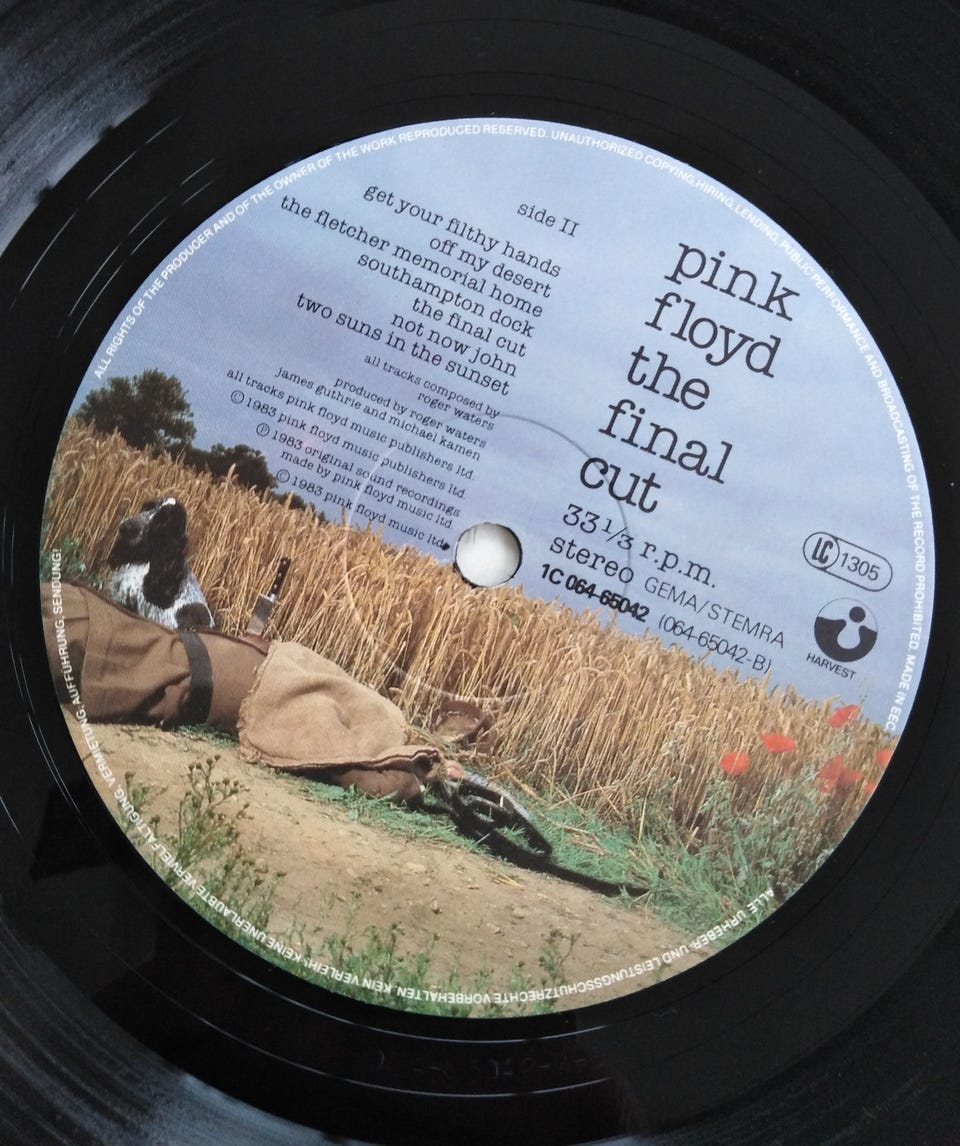 side II
get your filthy hands
off my desert
the fletcher memorial home
southampton dock
the final cut
not now john
two suns in the sunset
all tracks composed by
roger waters
produced by roger waters
james guthrie and michael kamen
all tracks pink floyd music publishers ltd.
© 1983 pink floyd music publishers ltd.
℗ 1983 original sound recordings
made by pink floyd music ltd.
© 1983 pink floyd music ltd.
pink
floyd
the
final
cut
33⅓ r.p.m.
stereo GEMA/STEMRA
1C 064-65042 (064-65042-B)
LC 1305
HARVEST
ALL RIGHTS OF THE PRODUCER AND OF THE OWNER OF THE WORK REPRODUCED RESERVED. UNAUTHORIZED COPYING, HIRING, LENDING, PUBLIC PERFORMANCE AND BROADCASTING OF THE RECORD PROHIBITED. MADE IN EEC
ALLE URHEBER- UND LEISTUNGSSCHUTZRECHTE VORBEHALTEN. KEIN VERLEIH! KEINE UNERLAUBTE VERVIELFÄLTIGUNG, VERMIETUNG, AUFFÜHRUNG, SENDUNG!